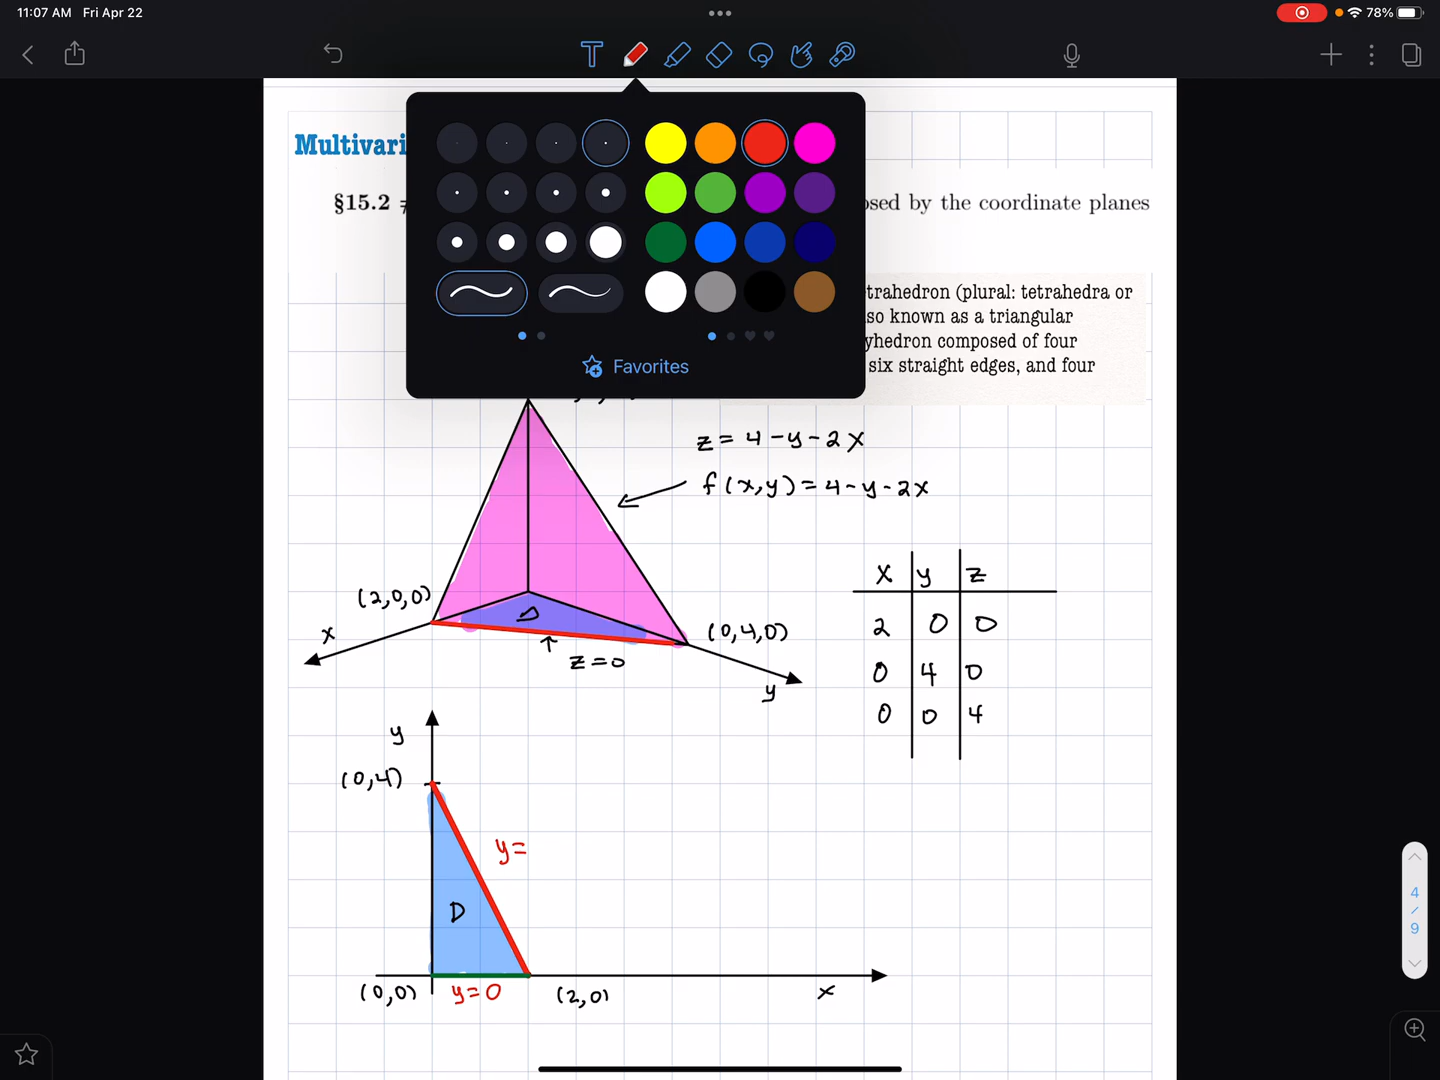 11:07 AM Fri Apr 22
78%
Multivari
§15.2
osed by the coordinate planes
trahedron (plural: tetrahedra or
so known as a triangular
yhedron composed of four
six straight edges, and four
Favorites
z = 4 - y - 2x
f(x,y) = 4 - y - 2x
x y z
2 0 0
0 4 0
0 0 4
(2,0,0)
D
(0,4,0)
x
z = 0
y
y
(0,4)
y =
D
(0,0) y = 0 (2,0) x
4
/
9